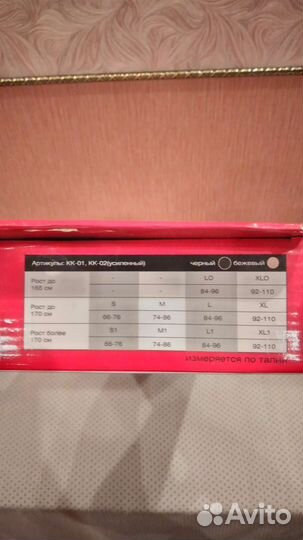 Артикулы: КК-01, КК-02(усиленный) черный бежевый
Рост до 165 см - - LO XLO
- - 84-96 92-110
Рост до 170 см S M L XL
66-76 74-86 84-96 92-110
Рост более 170 см S1 M1 L1 XL1
66-76 74-86 84-96 92-110
измеряется по талии
Avito